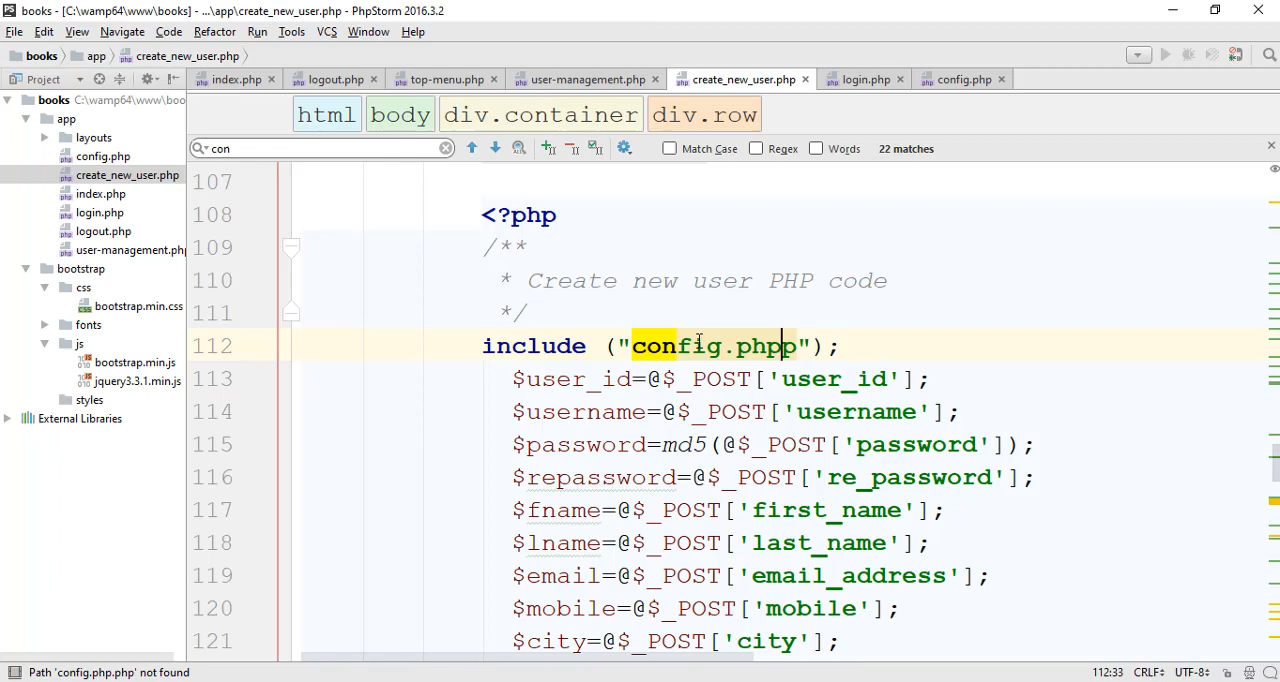 books - [C:\wamp64\www\books] - ...\app\create_new_user.php - PhpStorm 2016.3.2
File Edit View Navigate Code Refactor Run Tools VCS Window Help
books app create_new_user.php
Project index.php logout.php top-menu.php user-management.php create_new_user.php login.php config.php
books C:\wamp64\www\boo
app
layouts
config.php
create_new_user.php
index.php
login.php
logout.php
user-management.php
bootstrap
css
bootstrap.min.css
fonts
js
bootstrap.min.js
jquery3.3.1.min.js
styles
External Libraries
html body div.container div.row
con Match Case Regex Words 22 matches
107
108 <?php
109 /**
110 * Create new user PHP code
111 */
112 include ("config.phpp");
113 $user_id=@$_POST['user_id'];
114 $username=@$_POST['username'];
115 $password=md5(@$_POST['password']);
116 $repassword=@$_POST['re_password'];
117 $fname=@$_POST['first_name'];
118 $lname=@$_POST['last_name'];
119 $email=@$_POST['email_address'];
120 $mobile=@$_POST['mobile'];
121 $city=@$_POST['city'];
Path 'config.php.php' not found 112:33 CRLF UTF-8